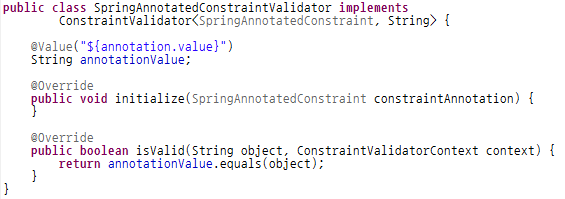 public class SpringAnnotatedConstraintValidator implements
ConstraintValidator<SpringAnnotatedConstraint, String> {
@Value("${annotation.value}")
String annotationValue;
@Override
public void initialize(SpringAnnotatedConstraint constraintAnnotation) {
}
@Override
public boolean isValid(String object, ConstraintValidatorContext context) {
return annotationValue.equals(object);
}
}